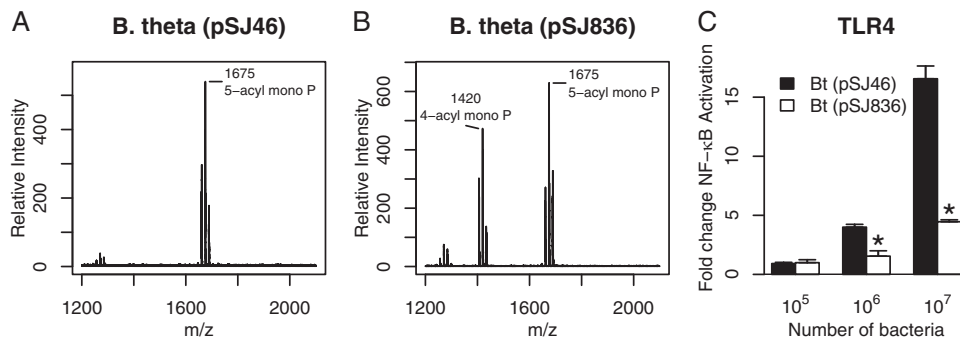 A
B. theta (pSJ46)
Relative Intensity
0
200
400
1675
5−acyl mono P
1200
1600
2000
m/z
B
B. theta (pSJ836)
Relative Intensity
0
200
400
600
1420
4−acyl mono P
1675
5−acyl mono P
1200
1600
2000
m/z
C
TLR4
Fold change NF−κB Activation
0
5
10
15
Bt (pSJ46)
Bt (pSJ836)
*
*
10⁵
10⁶
10⁷
Number of bacteria